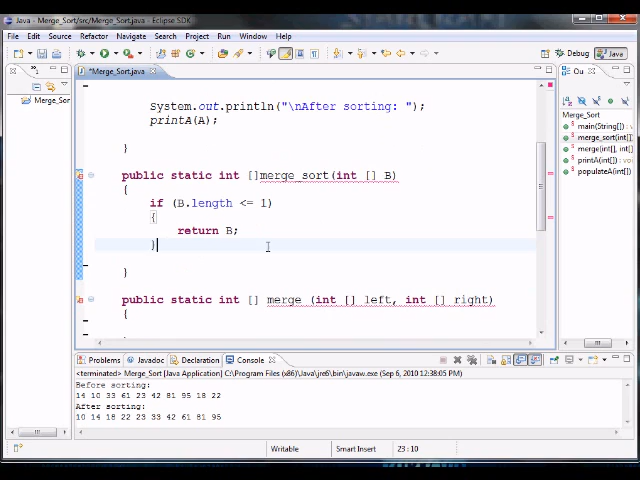 Java - Merge_Sort/src/Merge_Sort.java - Eclipse SDK
File Edit Source Refactor Navigate Search Project Run Window Help
Debug Java
*Merge_Sort.java
Ou
Merge_Sor
System.out.println("\nAfter sorting: ");
printA(A);
}
public static int []merge_sort(int [] B)
{
if (B.length <= 1)
{
return B;
}
}
public static int [] merge (int [] left, int [] right)
{
Merge_Sort
main(String[])
merge_sort(int[]
merge(int[], int[
printA(int[]) : vo
populateA(int[])
Problems Javadoc Declaration Console
<terminated> Merge_Sort [Java Application] C:\Program Files (x86)\Java\jre6\bin\javaw.exe (Sep 6, 2010 12:38:05 PM)
Before sorting:
14 10 33 61 23 42 81 95 18 22
After sorting:
10 14 18 22 23 33 42 61 81 95
Writable Smart Insert 23 : 10